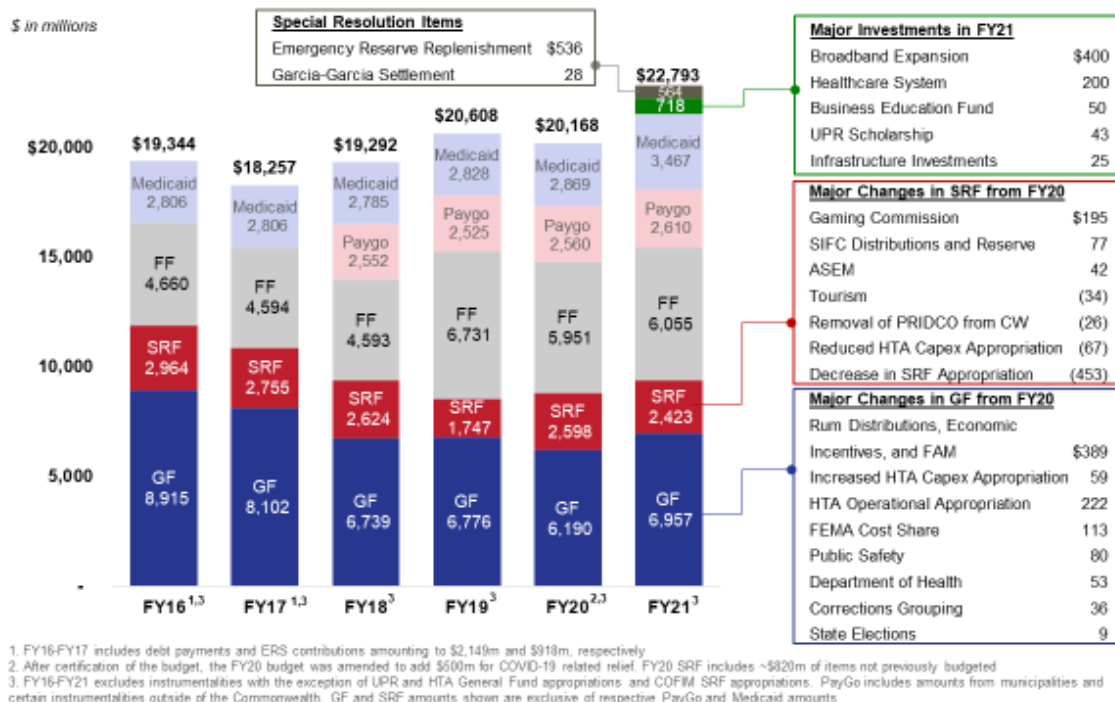 $ in millions
Special Resolution Items
Emergency Reserve Replenishment $536
Garcia-Garcia Settlement 28
Major Investments in FY21
Broadband Expansion $400
Healthcare System 200
Business Education Fund 50
UPR Scholarship 43
Infrastructure Investments 25
Major Changes in SRF from FY20
Gaming Commission $195
SIFC Distributions and Reserve 77
ASEM 42
Tourism (34)
Removal of PRIDCO from CW (26)
Reduced HTA Capex Appropriation (67)
Decrease in SRF Appropriation (453)
Major Changes in GF from FY20
Rum Distributions, Economic
Incentives, and FAM $389
Increased HTA Capex Appropriation 59
HTA Operational Appropriation 222
FEMA Cost Share 113
Public Safety 80
Department of Health 53
Corrections Grouping 36
State Elections 9
$20,000
15,000
10,000
5,000
-
$19,344
Medicaid
2,806
FF
4,660
SRF
2,964
GF
8,915
FY16 1,3
$18,257
Medicaid
2,806
FF
4,594
SRF
2,755
GF
8,102
FY17 1,3
$19,292
Medicaid
2,785
Paygo
2,552
FF
4,593
SRF
2,624
GF
6,739
FY18 3
$20,608
Medicaid
2,828
Paygo
2,525
FF
6,731
SRF
1,747
GF
6,776
FY19 3
$20,168
Medicaid
2,869
Paygo
2,560
FF
5,951
SRF
2,598
GF
6,190
FY20 2,3
$22,793
564
718
Medicaid
3,467
Paygo
2,610
FF
6,055
SRF
2,423
GF
6,957
FY21 3
1. FY16-FY17 includes debt payments and ERS contributions amounting to $2,149m and $918m, respectively
2. After certification of the budget, the FY20 budget was amended to add $500m for COVID-19 related relief. FY20 SRF includes ~$820m of items not previously budgeted
3. FY16-FY21 excludes instrumentalities with the exception of UPR and HTA General Fund appropriations and COFIM SRF appropriations. PayGo includes amounts from municipalities and
certain instrumentalities outside of the Commonwealth. GF and SRF amounts shown are exclusive of respective PayGo and Medicaid amounts